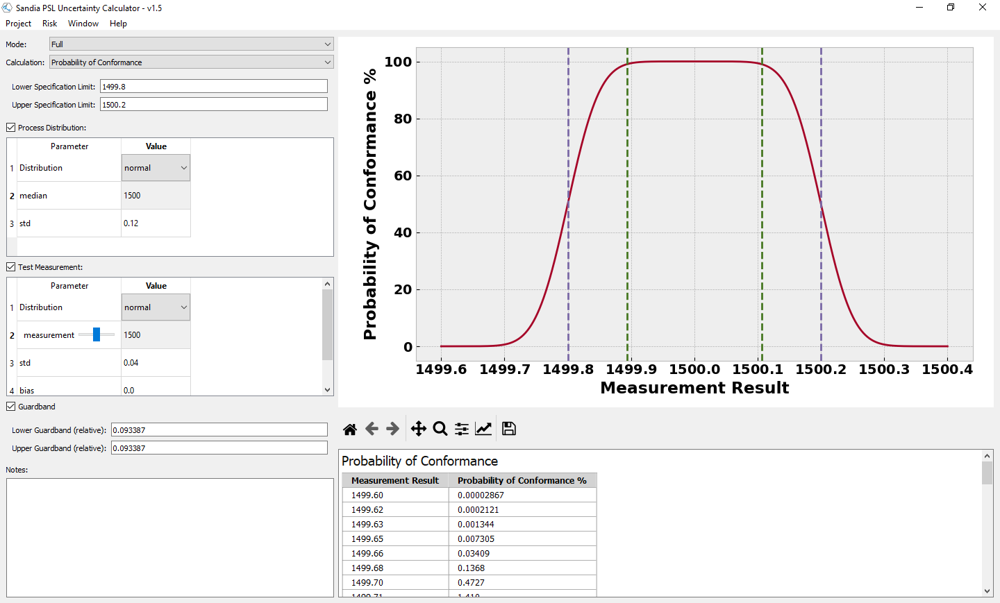 Sandia PSL Uncertainty Calculator - v1.5
Project Risk Window Help
Mode: Full
Calculation: Probability of Conformance
Lower Specification Limit: 1499.8
Upper Specification Limit: 1500.2
Process Distribution:
Parameter Value
1 Distribution normal
2 median 1500
3 std 0.12
Test Measurement:
Parameter Value
1 Distribution normal
2 measurement 1500
3 std 0.04
4 bias 0.0
Guardband
Lower Guardband (relative): 0.093387
Upper Guardband (relative): 0.093387
Notes:
Probability of Conformance %
100
80
60
40
20
0
1499.6 1499.7 1499.8 1499.9 1500.0 1500.1 1500.2 1500.3 1500.4
Measurement Result
Probability of Conformance
Measurement Result Probability of Conformance %
1499.60 0.00002867
1499.62 0.0002121
1499.63 0.001344
1499.65 0.007305
1499.66 0.03409
1499.68 0.1368
1499.70 0.4727
1499.71 1.410